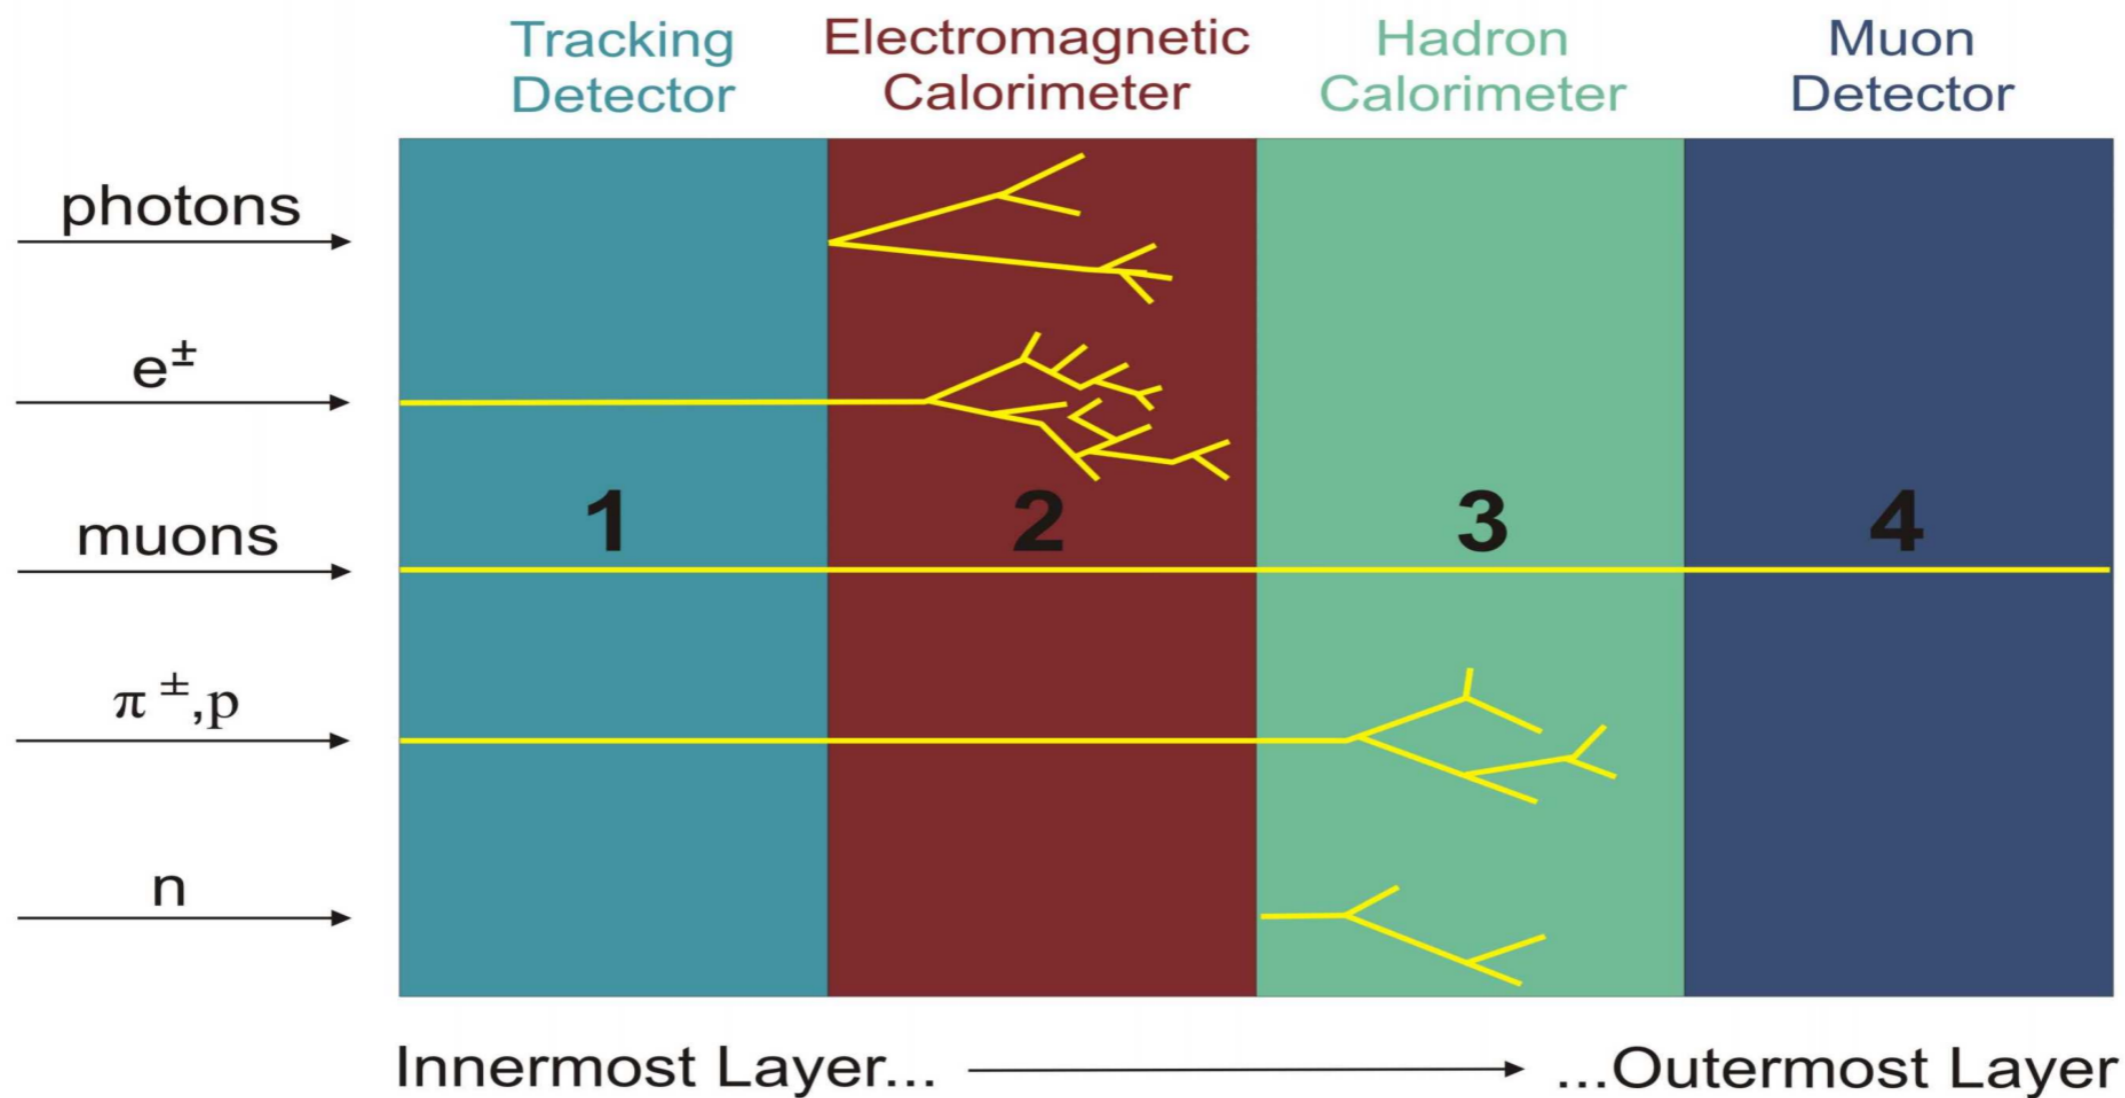 Tracking
Detector
Electromagnetic
Calorimeter
Hadron
Calorimeter
Muon
Detector
photons
e±
muons
π±,p
n
1
2
3
4
Innermost Layer...
...Outermost Layer